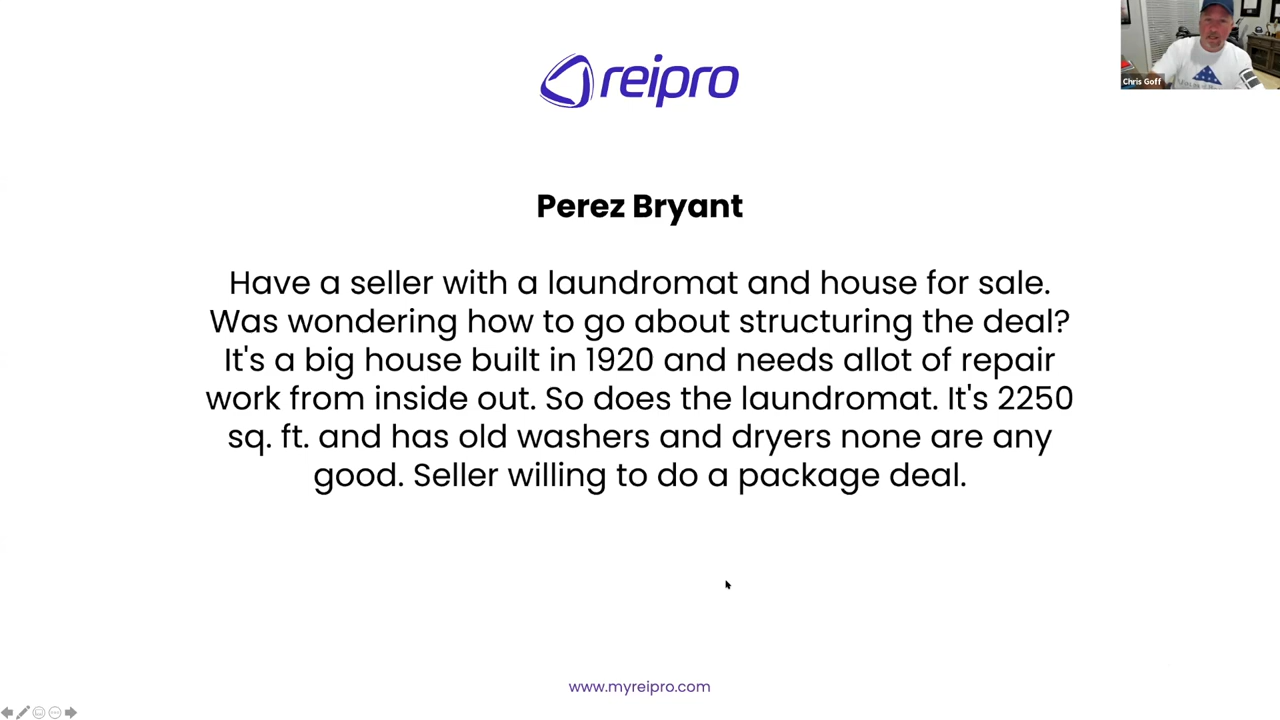 Chris Goff
reipro
Perez Bryant
Have a seller with a laundromat and house for sale.
Was wondering how to go about structuring the deal?
It's a big house built in 1920 and needs allot of repair
work from inside out. So does the laundromat. It's 2250
sq. ft. and has old washers and dryers none are any
good. Seller willing to do a package deal.
www.myreipro.com